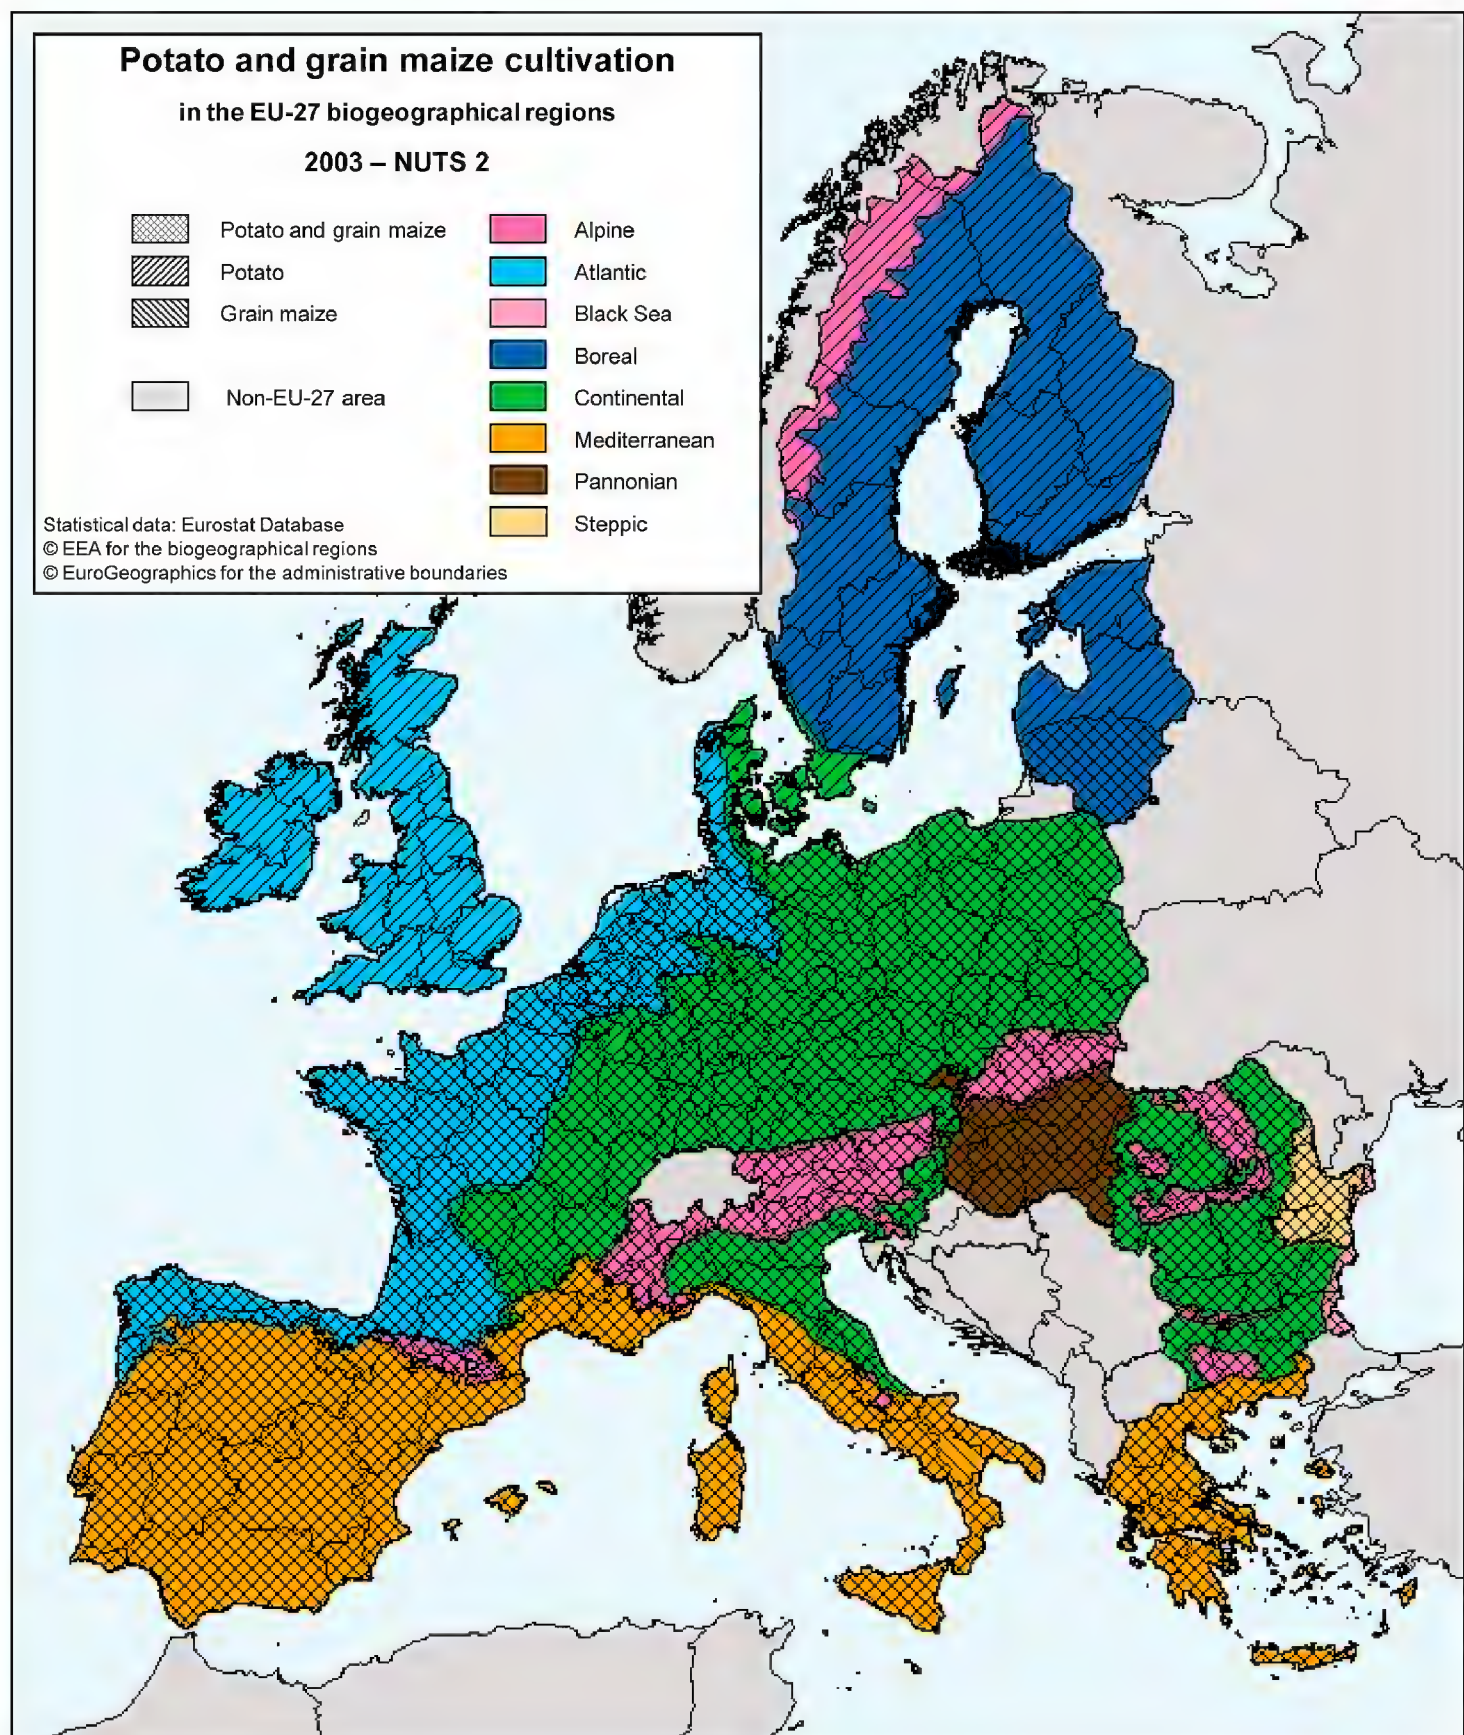 Potato and grain maize cultivation
in the EU-27 biogeographical regions
2003 – NUTS 2
Potato and grain maize
Potato
Grain maize
Non-EU-27 area
Alpine
Atlantic
Black Sea
Boreal
Continental
Mediterranean
Pannonian
Steppic
Statistical data: Eurostat Database
© EEA for the biogeographical regions
© EuroGeographics for the administrative boundaries